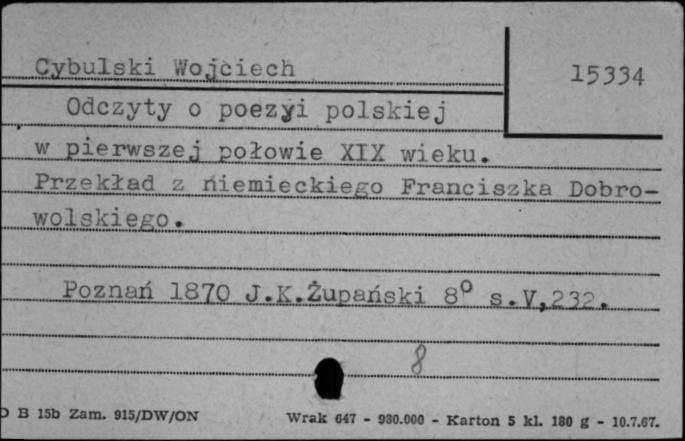 Cybulski Wojciech
15334
Odczyty o poezyi polskiej
w pierwszej połowie XIX wieku.
Przekład z niemieckiego Franciszka Dobro-
wolskiego.
Poznań 1870 J.K.Żupański 8° s.V,232.
8
B 15b Zam. 915/DW/ON
Wrak 647 - 930.000 - Karton 5 kl. 180 g - 10.7.67.